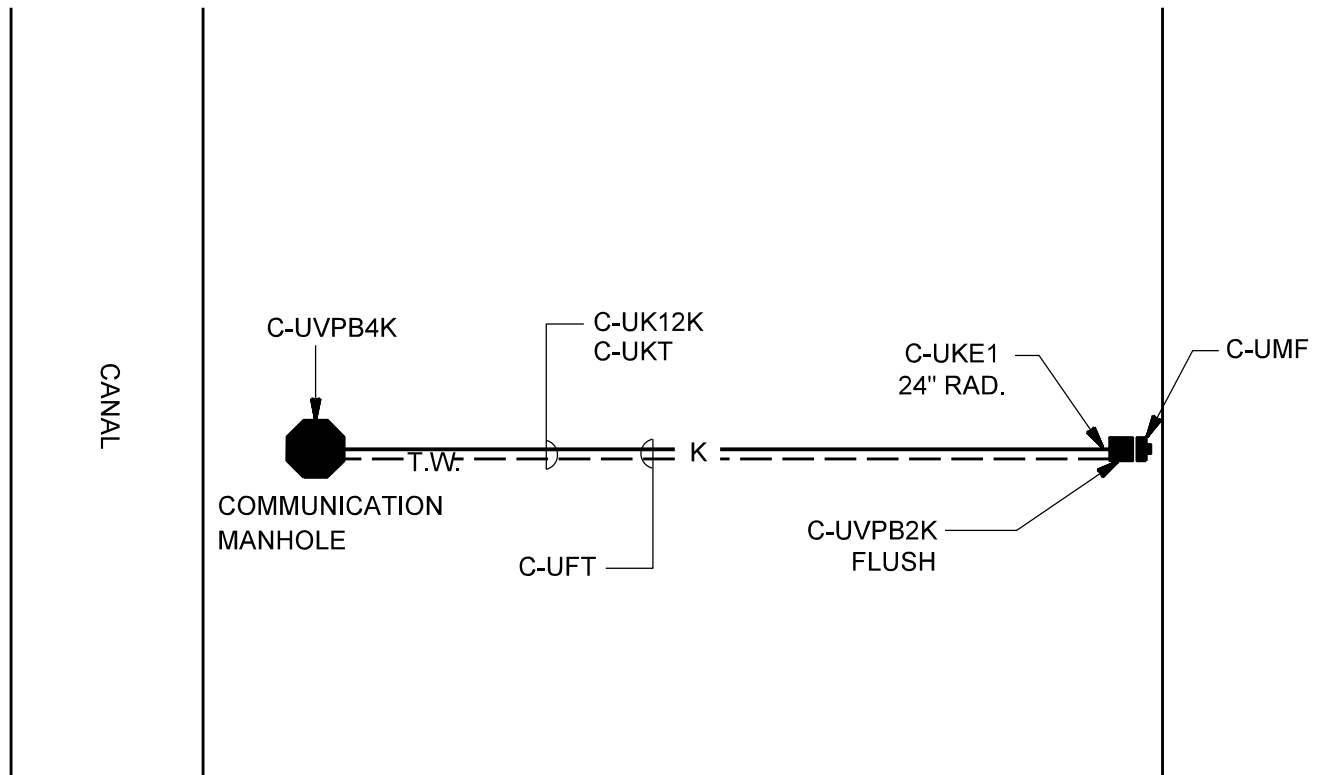 C-UVPB4K
C-UK12K
C-UKT
C-UKE1
24" RAD.
C-UMF
CANAL
T.W.
K
COMMUNICATION
MANHOLE
C-UFT
C-UVPB2K
FLUSH